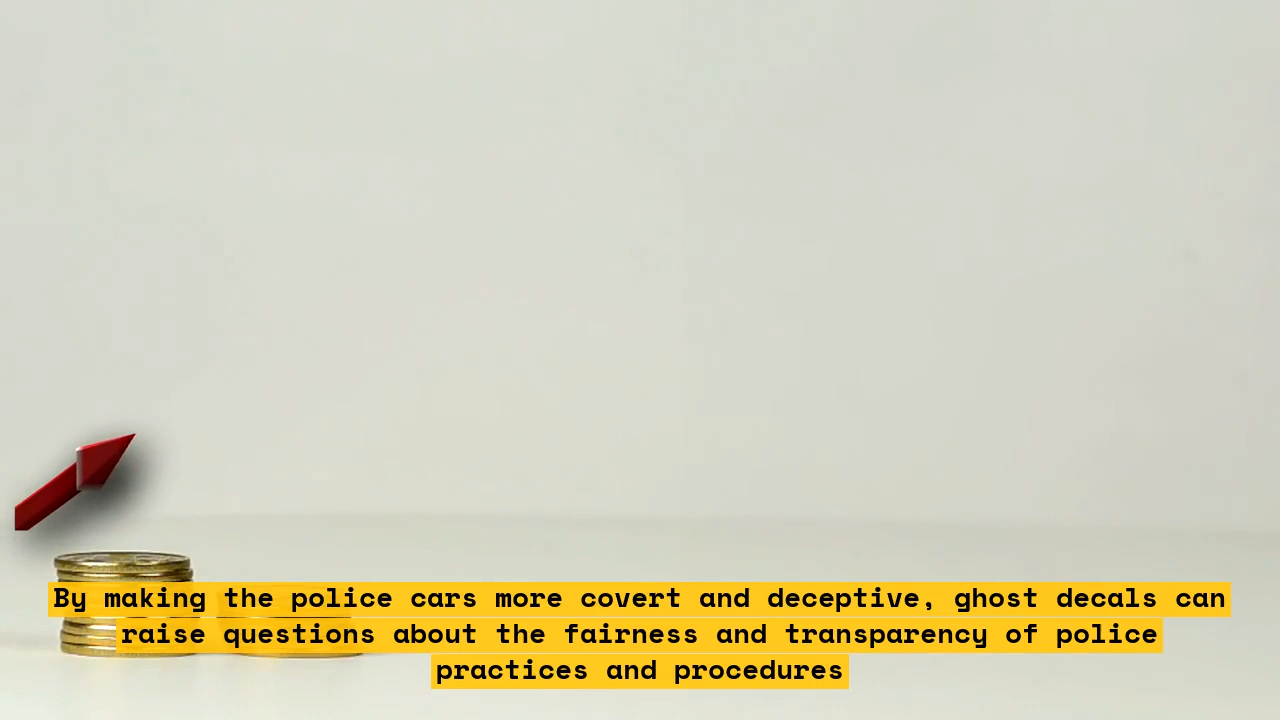 By making the police cars more covert and deceptive, ghost decals can
raise questions about the fairness and transparency of police
practices and procedures